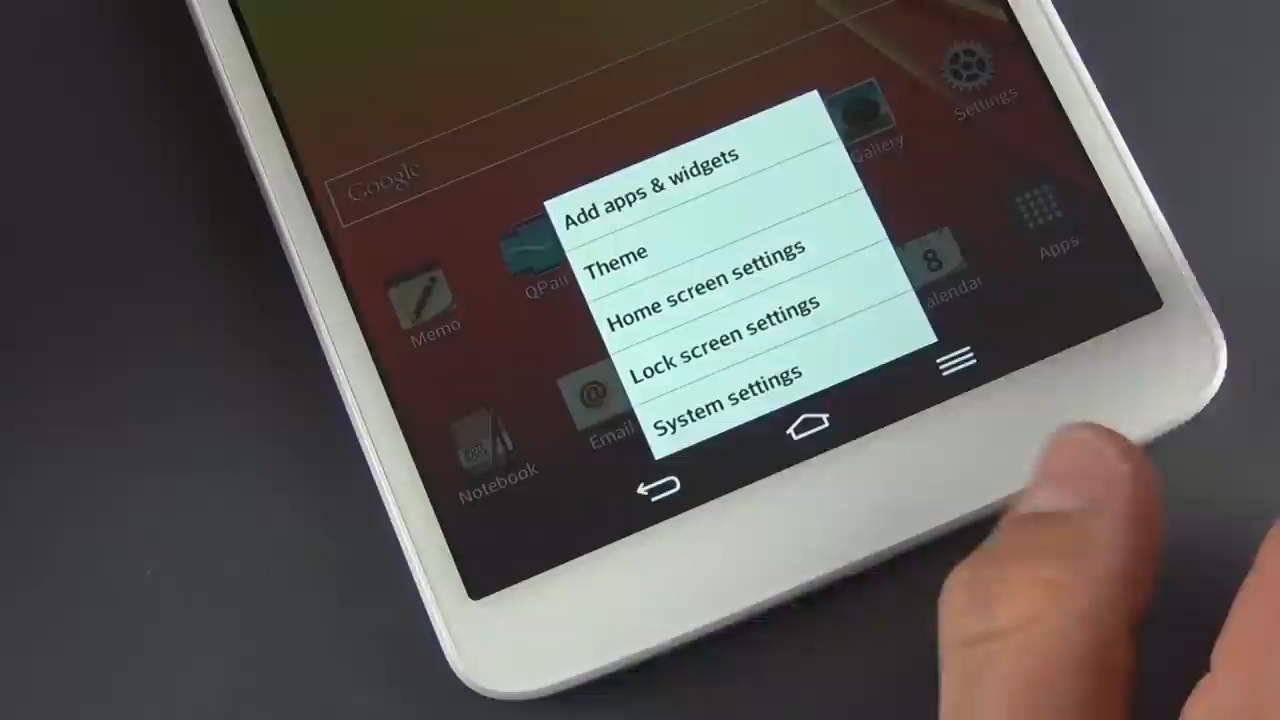 Google
Add apps & widgets
Theme
Home screen settings
Lock screen settings
System settings
Settings
Gallery
QPair
Memo
8
Calendar
Apps
@
Email
Notebook